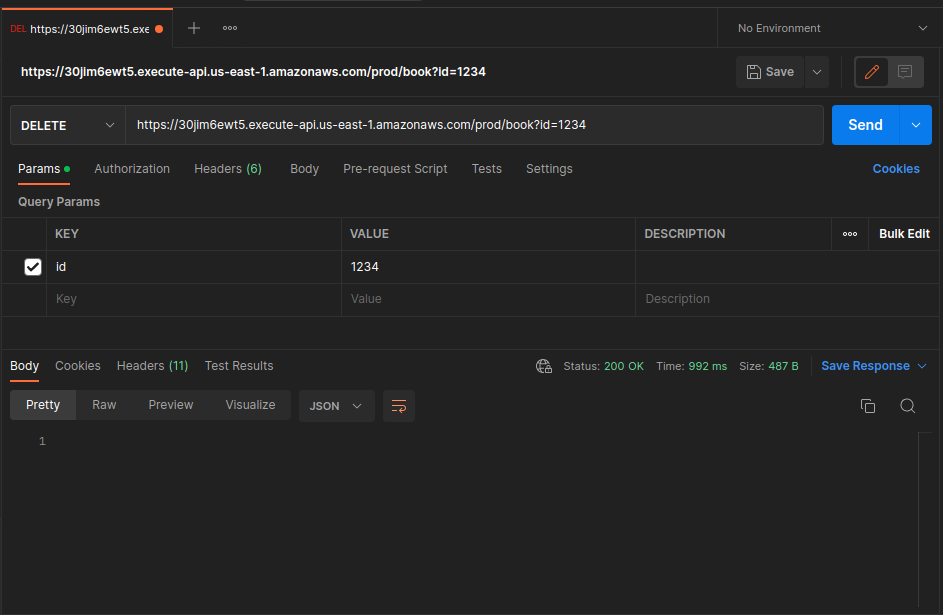 DEL https://30jim6ewt5.exe
No Environment
https://30jim6ewt5.execute-api.us-east-1.amazonaws.com/prod/book?id=1234
Save
DELETE https://30jim6ewt5.execute-api.us-east-1.amazonaws.com/prod/book?id=1234 Send
Params Authorization Headers (6) Body Pre-request Script Tests Settings Cookies
Query Params
KEY VALUE DESCRIPTION Bulk Edit
id 1234
Key Value Description
Body Cookies Headers (11) Test Results Status: 200 OK Time: 992 ms Size: 487 B Save Response
Pretty Raw Preview Visualize JSON
1